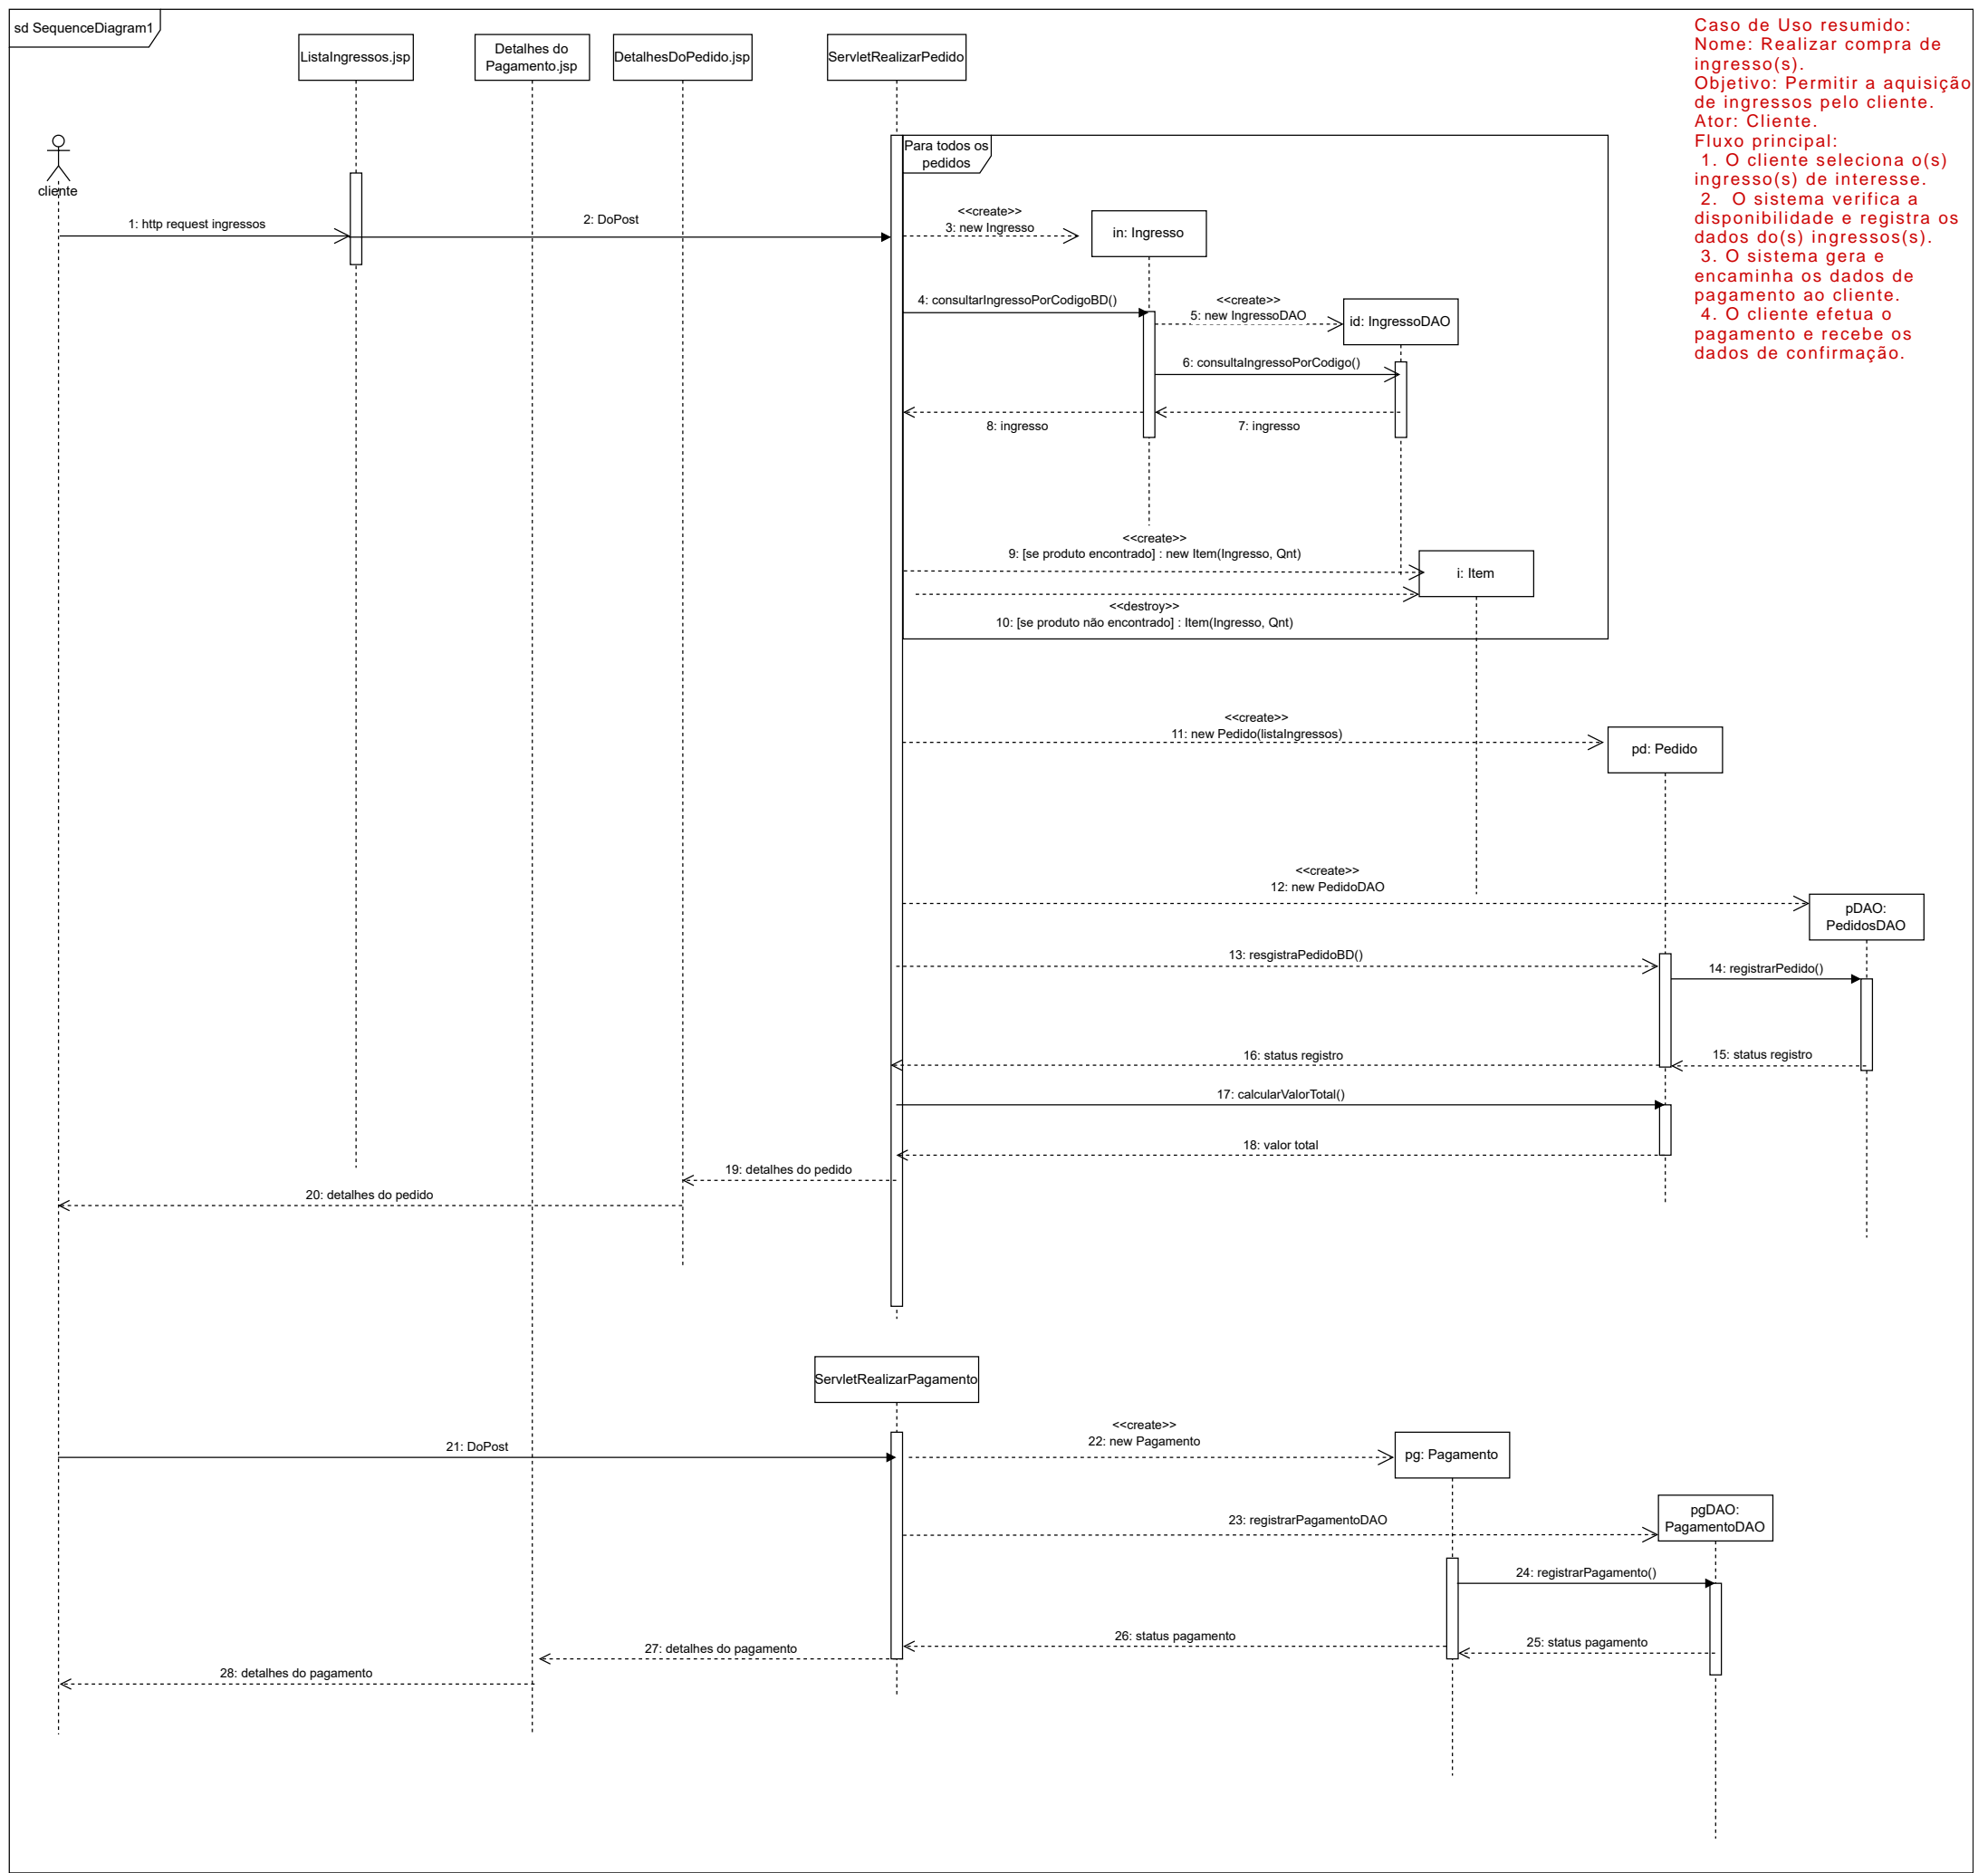 sd SequenceDiagram1
ListaIngressos.jsp
Detalhes do
Pagamento.jsp
DetalhesDoPedido.jsp
ServletRealizarPedido
Caso de Uso resumido:
Nome: Realizar compra de
ingresso(s).
Objetivo: Permitir a aquisição
de ingressos pelo cliente.
Ator: Cliente.
Fluxo principal:
1. O cliente seleciona o(s)
ingresso(s) de interesse.
2. O sistema verifica a
disponibilidade e registra os
dados do(s) ingressos(s).
3. O sistema gera e
encaminha os dados de
pagamento ao cliente.
4. O cliente efetua o
pagamento e recebe os
dados de confirmação.
cliente
Para todos os
pedidos
1: http request ingressos
2: DoPost
<<create>>
3: new Ingresso
in: Ingresso
4: consultarIngressoPorCodigoBD()
<<create>>
5: new IngressoDAO
id: IngressoDAO
6: consultaIngressoPorCodigo()
8: ingresso
7: ingresso
<<create>>
9: [se produto encontrado] : new Item(Ingresso, Qnt)
i: Item
<<destroy>>
10: [se produto não encontrado] : Item(Ingresso, Qnt)
<<create>>
11: new Pedido(listaIngressos)
pd: Pedido
<<create>>
12: new PedidoDAO
pDAO:
PedidosDAO
13: resgistraPedidoBD()
14: registrarPedido()
16: status registro
15: status registro
17: calcularValorTotal()
18: valor total
19: detalhes do pedido
20: detalhes do pedido
ServletRealizarPagamento
21: DoPost
<<create>>
22: new Pagamento
pg: Pagamento
23: registrarPagamentoDAO
pgDAO:
PagamentoDAO
24: registrarPagamento()
26: status pagamento
25: status pagamento
27: detalhes do pagamento
28: detalhes do pagamento